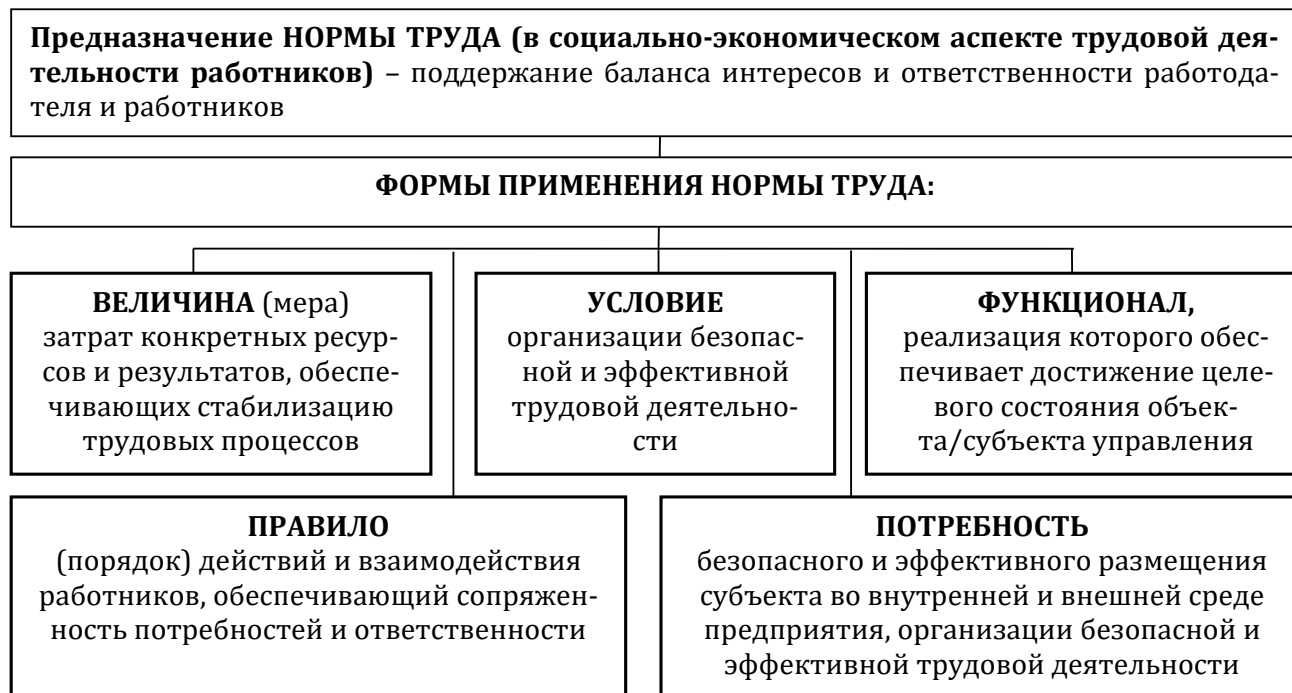 Предназначение НОРМЫ ТРУДА (в социально-экономическом аспекте трудовой дея-
тельности работников) – поддержание баланса интересов и ответственности работода-
теля и работников
ФОРМЫ ПРИМЕНЕНИЯ НОРМЫ ТРУДА:
ВЕЛИЧИНА (мера)
затрат конкретных ресур-
сов и результатов, обеспе-
чивающих стабилизацию
трудовых процессов
УСЛОВИЕ
организации безопас-
ной и эффективной
трудовой деятельно-
сти
ФУНКЦИОНАЛ,
реализация которого обес-
печивает достижение целе-
вого состояния объек-
та/субъекта управления
ПРАВИЛО
(порядок) действий и взаимодействия
работников, обеспечивающий сопряжен-
ность потребностей и ответственности
ПОТРЕБНОСТЬ
безопасного и эффективного размещения
субъекта во внутренней и внешней среде
предприятия, организации безопасной и
эффективной трудовой деятельности